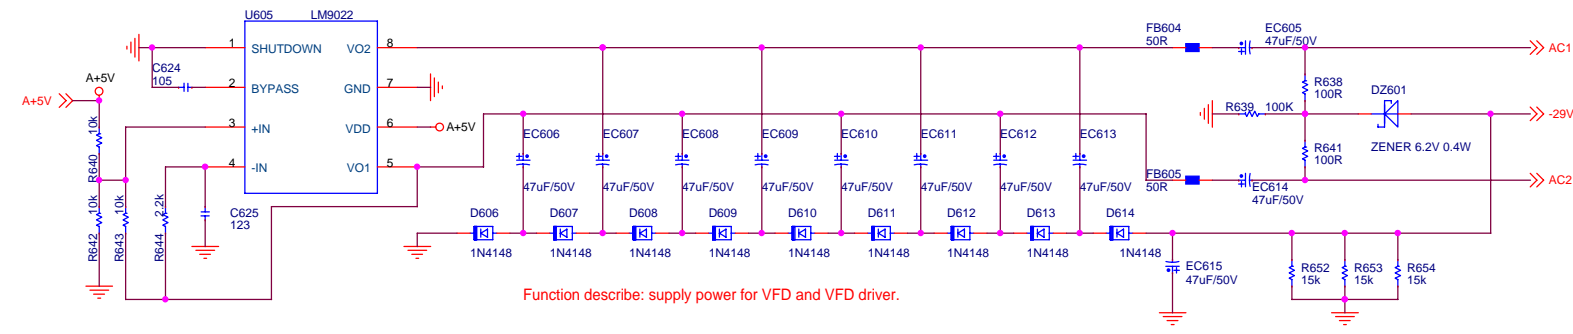 U605 LM9022
1 SHUTDOWN VO2 8
2 BYPASS GND 7
3 +IN VDD 6
4 -IN VO1 5
C624
105
A+5V
A+5V
A+5V
10k
R640
10k
R642
10k
R643
2.2k
R644
C625
123
EC606 EC607 EC608 EC609 EC610 EC611 EC612 EC613
47uF/50V 47uF/50V 47uF/50V 47uF/50V 47uF/50V 47uF/50V 47uF/50V 47uF/50V
D606 D607 D608 D609 D610 D611 D612 D613 D614
1N4148 1N4148 1N4148 1N4148 1N4148 1N4148 1N4148 1N4148 1N4148
FB604
50R
EC605
47uF/50V
AC1
R638
100R
R639 100K
DZ601
-29V
ZENER 6.2V 0.4W
R641
100R
FB605
50R
EC614
47uF/50V
AC2
EC615
47uF/50V
R652
15k
R653
15k
R654
15k
Function describe: supply power for VFD and VFD driver.